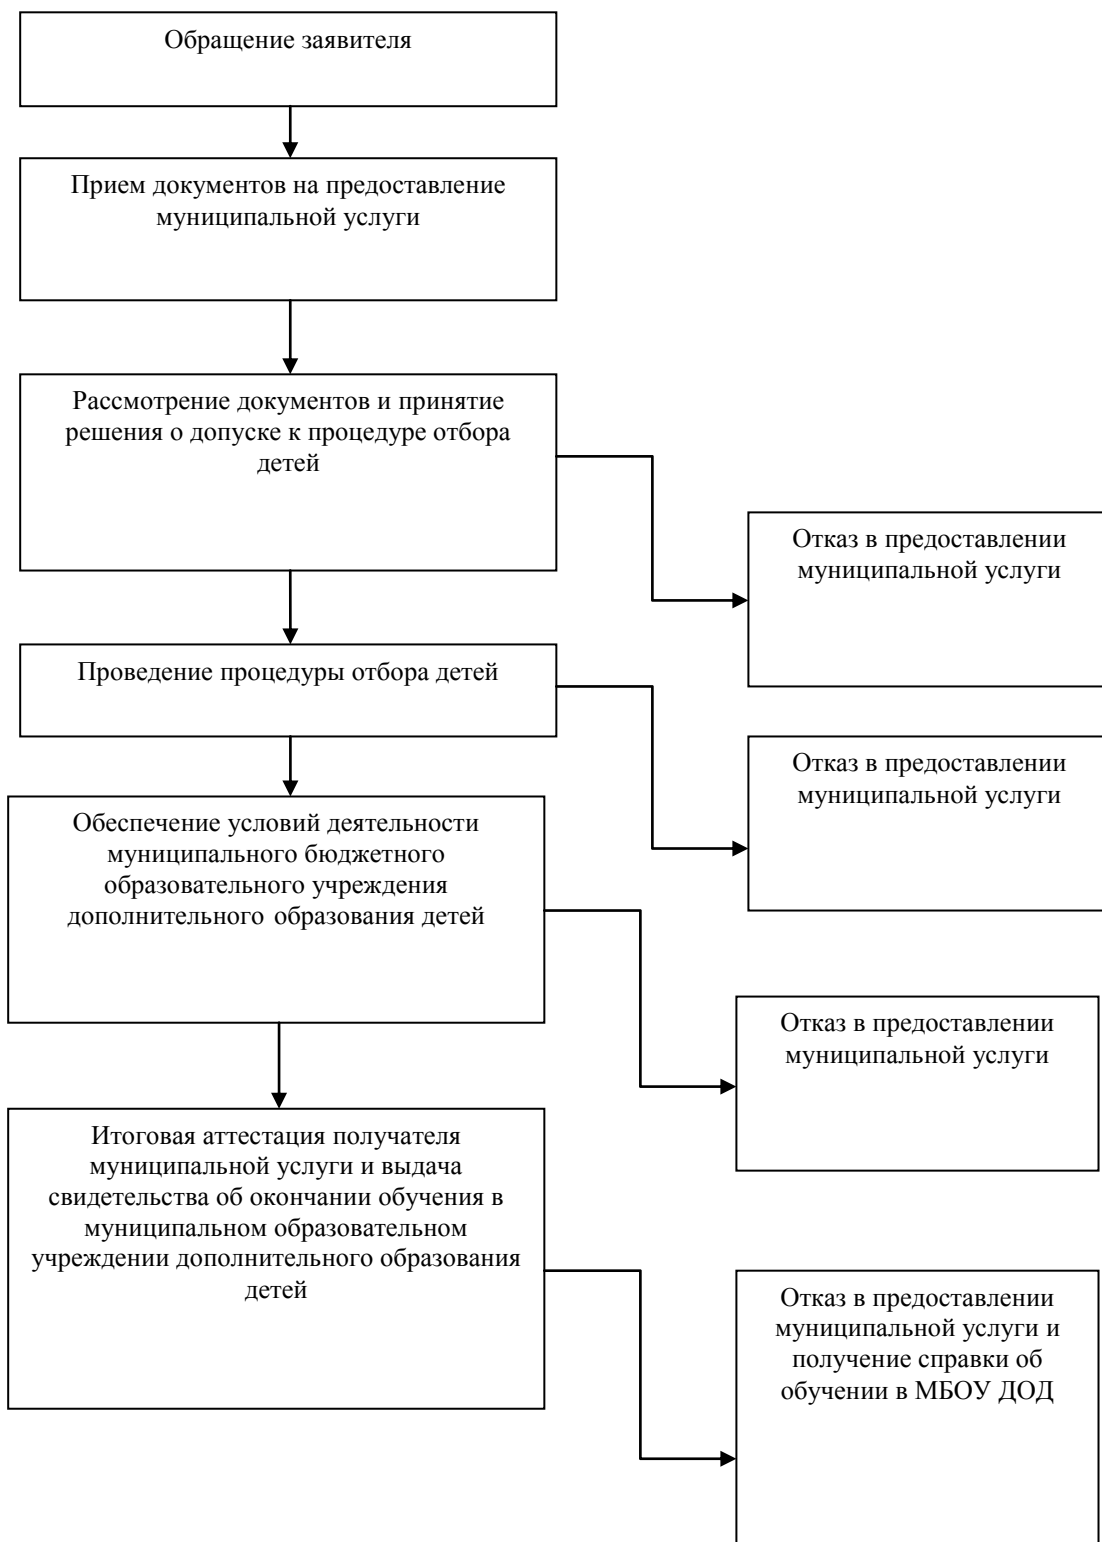 Обращение заявителя
Прием документов на предоставление
муниципальной услуги
Рассмотрение документов и принятие
решения о допуске к процедуре отбора
детей
Отказ в предоставлении
муниципальной услуги
Проведение процедуры отбора детей
Отказ в предоставлении
муниципальной услуги
Обеспечение условий деятельности
муниципального бюджетного
образовательного учреждения
дополнительного образования детей
Отказ в предоставлении
муниципальной услуги
Итоговая аттестация получателя
муниципальной услуги и выдача
свидетельства об окончании обучения в
муниципальном образовательном
учреждении дополнительного образования
детей
Отказ в предоставлении
муниципальной услуги и
получение справки об
обучении в МБОУ ДОД